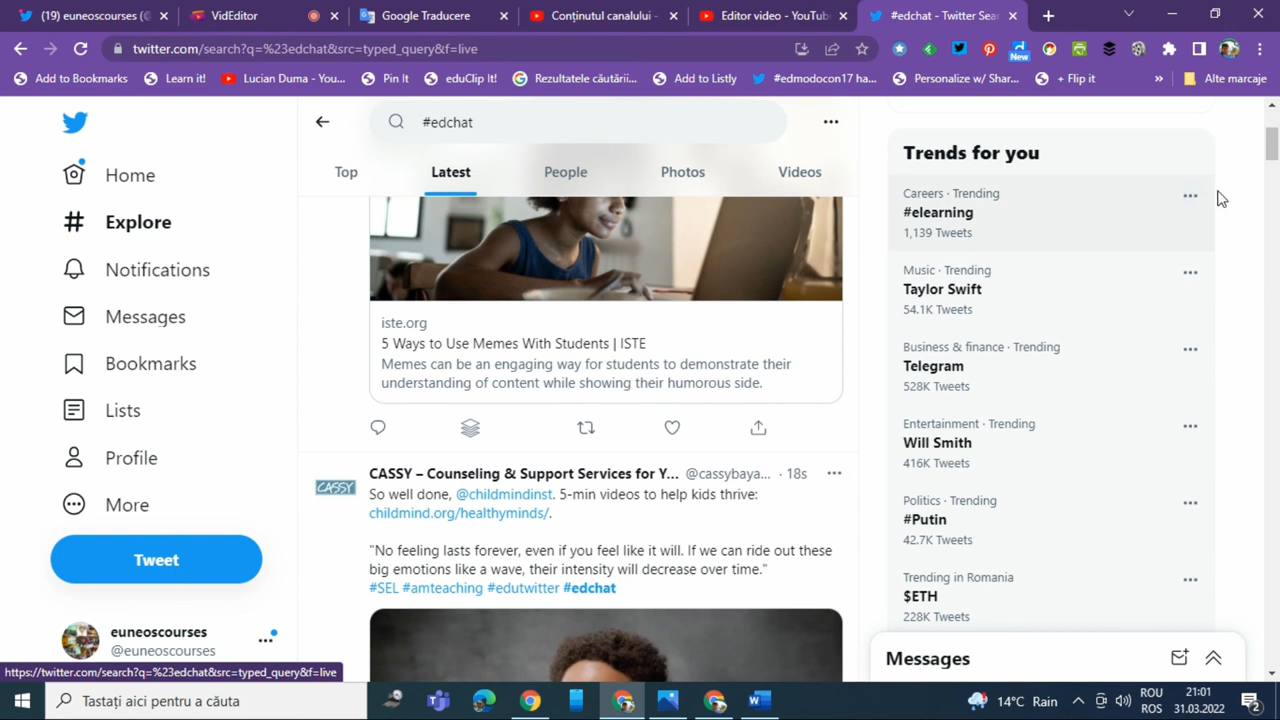 (19) euneoscourses (@
VidEditor
Google Traducere
Conținutul canalului -
Editor video - YouTub
#edchat - Twitter Sear
twitter.com/search?q=%23edchat&src=typed_query&f=live
New
Add to Bookmarks
Learn it!
Lucian Duma - You...
Pin It
eduClip It!
Rezultatele căutării...
Add to Listly
#edmodocon17 ha...
Personalize w/ Shar...
+ Flip it
»
Alte marcaje
Home
Explore
Notifications
Messages
Bookmarks
Lists
Profile
More
Tweet
euneoscourses
@euneoscourses
https://twitter.com/search?q=%23edchat&src=typed_query&f=live
#edchat
Top
Latest
People
Photos
Videos
iste.org
5 Ways to Use Memes With Students | ISTE
Memes can be an engaging way for students to demonstrate their
understanding of content while showing their humorous side.
CASSY – Counseling & Support Services for Y... @cassybaya... · 18s
CASSY
So well done, @childmindinst. 5-min videos to help kids thrive:
childmind.org/healthyminds/.
"No feeling lasts forever, even if you feel like it will. If we can ride out these
big emotions like a wave, their intensity will decrease over time."
#SEL #amteaching #edutwitter #edchat
Trends for you
Careers · Trending
#elearning
1,139 Tweets
Music · Trending
Taylor Swift
54.1K Tweets
Business & finance · Trending
Telegram
528K Tweets
Entertainment · Trending
Will Smith
416K Tweets
Politics · Trending
#Putin
42.7K Tweets
Trending in Romania
$ETH
228K Tweets
Messages
Tastați aici pentru a căuta
14°C Rain
ROU
ROS
21:01
31.03.2022
2